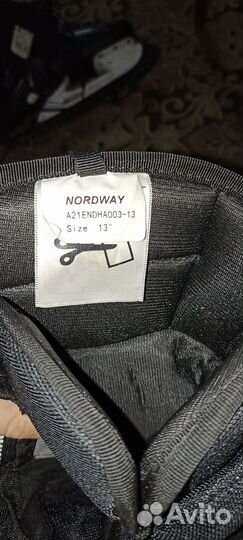 NORDWAY
A21ENDHA003-13
Size 13"
Avito